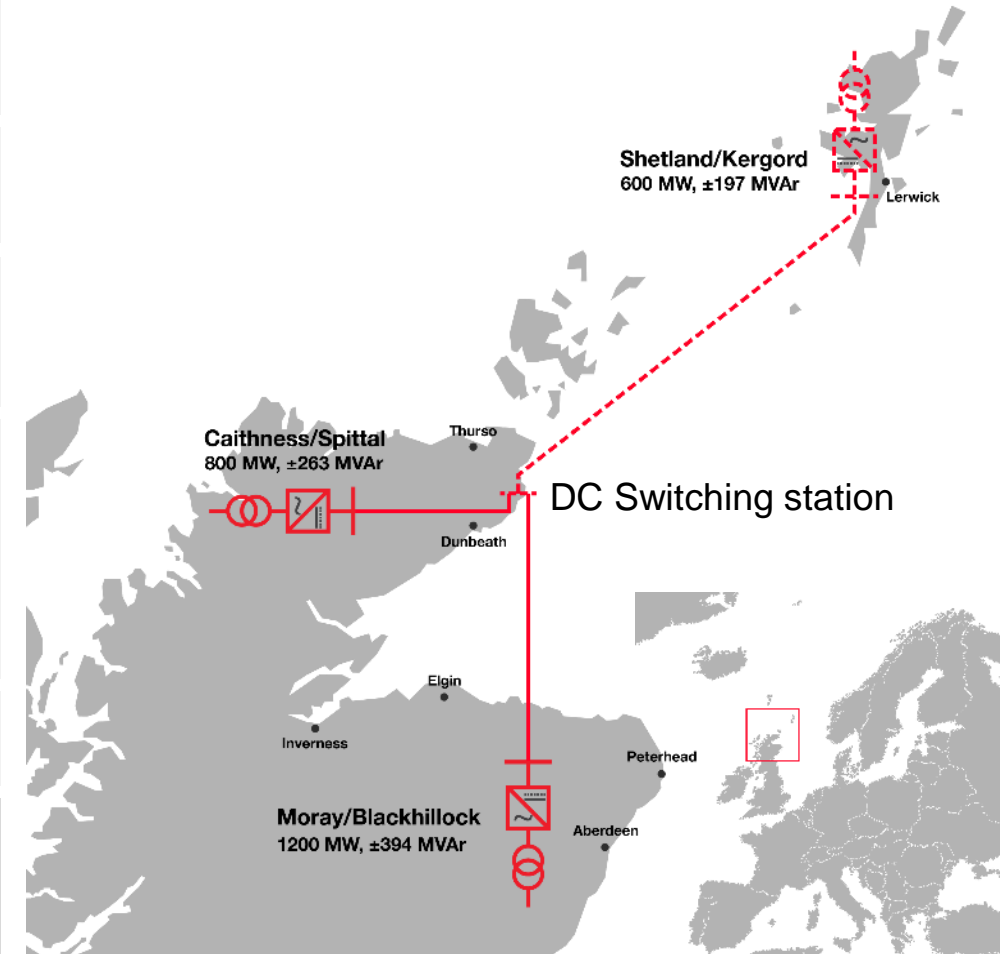 Shetland/Kergord
600 MW, ±197 MVAr
Lerwick
Thurso
Caithness/Spittal
800 MW, ±263 MVAr
DC Switching station
Dunbeath
Elgin
Inverness
Peterhead
Moray/Blackhillock
1200 MW, ±394 MVAr
Aberdeen